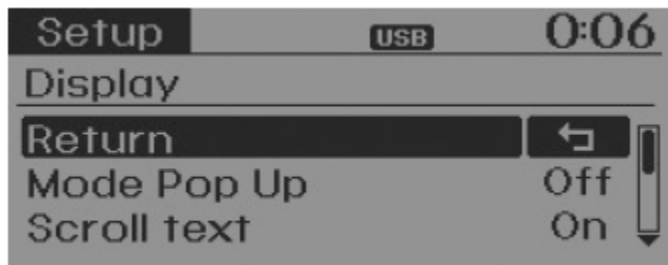 Setup USB 0:06
Display
Return
Mode Pop Up Off
Scroll text On